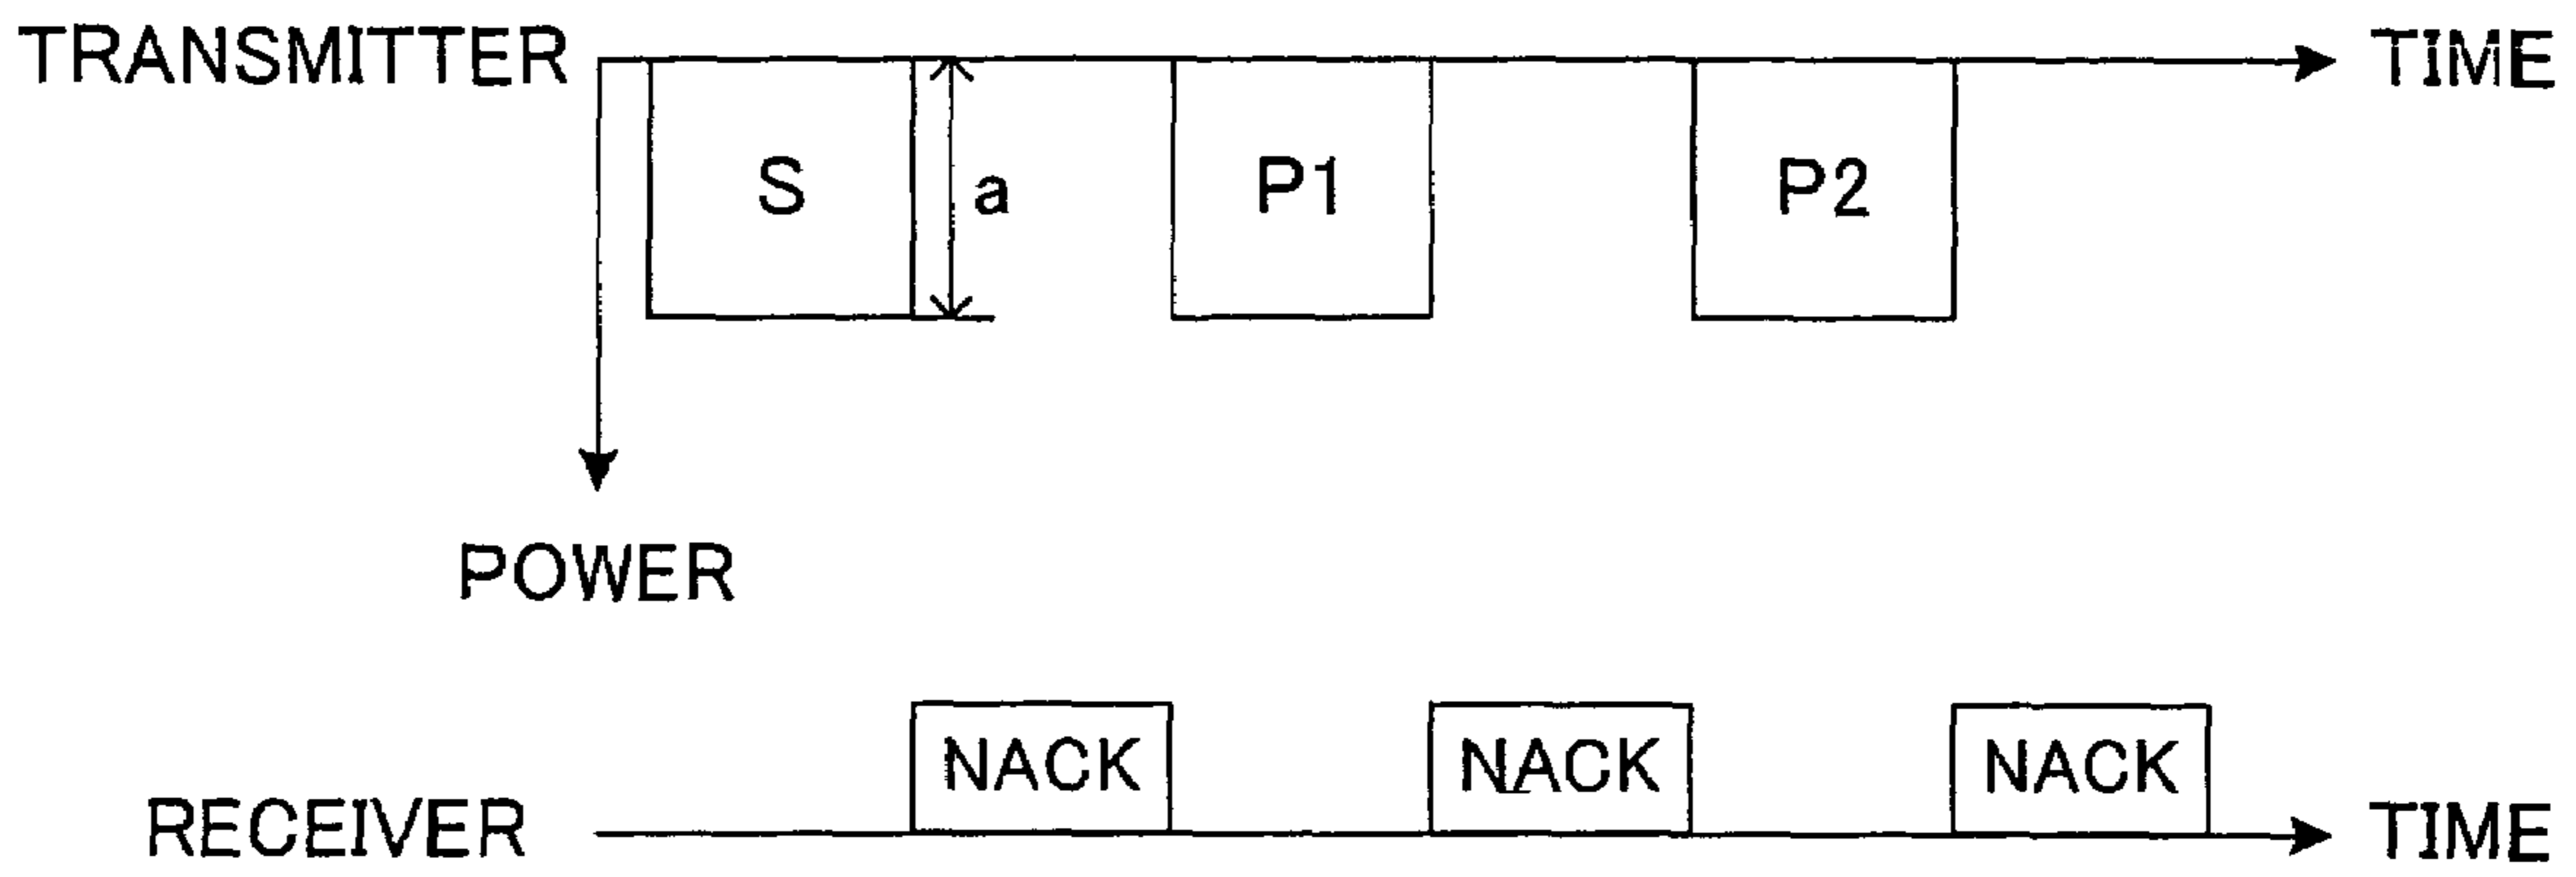 TRANSMITTER TIME
S a P1 P2
POWER
NACK NACK NACK
RECEIVER TIME